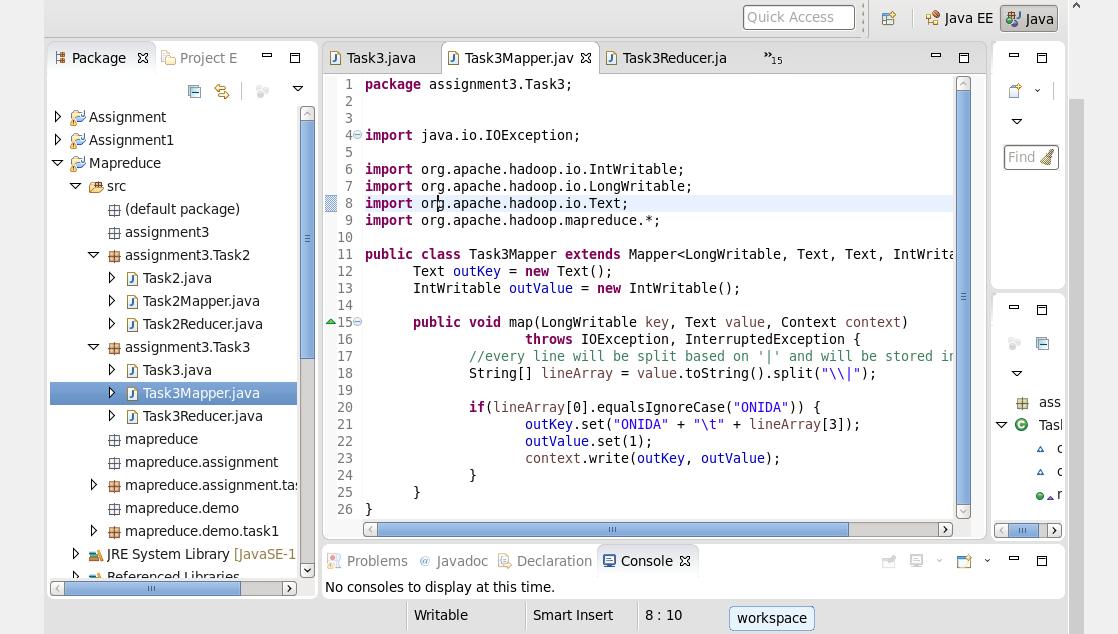 Quick Access
Java EE
Java
Package
Project E
Assignment
Assignment1
Mapreduce
src
(default package)
assignment3
assignment3.Task2
Task2.java
Task2Mapper.java
Task2Reducer.java
assignment3.Task3
Task3.java
Task3Mapper.java
Task3Reducer.java
mapreduce
mapreduce.assignment
mapreduce.assignment.ta
mapreduce.demo
mapreduce.demo.task1
JRE System Library [JavaSE-1
Referenced Libraries
Task3.java
Task3Mapper.jav
Task3Reducer.ja
»15
1 package assignment3.Task3;
2
3
4 import java.io.IOException;
5
6 import org.apache.hadoop.io.IntWritable;
7 import org.apache.hadoop.io.LongWritable;
8 import org.apache.hadoop.io.Text;
9 import org.apache.hadoop.mapreduce.*;
10
11 public class Task3Mapper extends Mapper<LongWritable, Text, Text, IntWrita
12 Text outKey = new Text();
13 IntWritable outValue = new IntWritable();
14
15 public void map(LongWritable key, Text value, Context context)
16 throws IOException, InterruptedException {
17 //every line will be split based on '|' and will be stored in
18 String[] lineArray = value.toString().split("\\|");
19
20 if(lineArray[0].equalsIgnoreCase("ONIDA")) {
21 outKey.set("ONIDA" + "\t" + lineArray[3]);
22 outValue.set(1);
23 context.write(outKey, outValue);
24 }
25 }
26 }
Find
ass
Tas
Problems
Javadoc
Declaration
Console
No consoles to display at this time.
Writable
Smart Insert
8 : 10
workspace